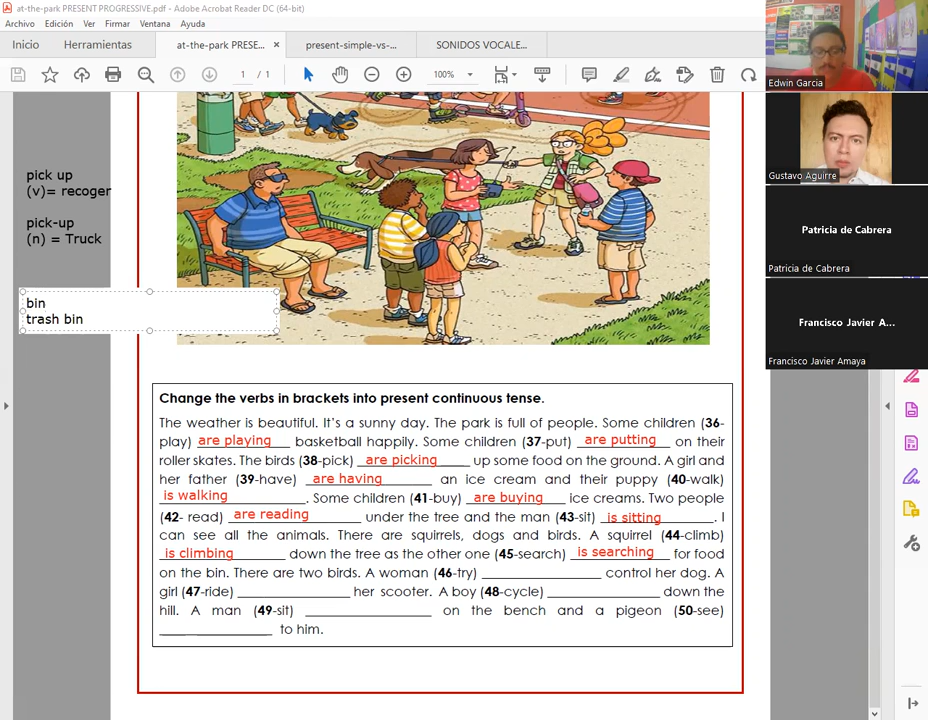 at-the-park PRESENT PROGRESSIVE.pdf - Adobe Acrobat Reader DC (64-bit)
Archivo Edición Ver Firmar Ventana Ayuda
Inicio Herramientas at-the-park PRESE... × present-simple-vs-... SONIDOS VOCALE...
1 / 1 100%
pick up
(v)= recoger
pick-up
(n) = Truck
bin
trash bin
Change the verbs in brackets into present continuous tense.
The weather is beautiful. It's a sunny day. The park is full of people. Some children (36-
play) are playing basketball happily. Some children (37-put) are putting on their
roller skates. The birds (38-pick) are picking up some food on the ground. A girl and
her father (39-have) are having an ice cream and their puppy (40-walk)
is walking. Some children (41-buy) are buying ice creams. Two people
(42- read) are reading under the tree and the man (43-sit) is sitting. I
can see all the animals. There are squirrels, dogs and birds. A squirrel (44-climb)
is climbing down the tree as the other one (45-search) is searching for food
on the bin. There are two birds. A woman (46-try) ____________ control her dog. A
girl (47-ride) ____________ her scooter. A boy (48-cycle) ____________ down the
hill. A man (49-sit) ____________ on the bench and a pigeon (50-see)
____________ to him.
Edwin Garcia
Gustavo Aguirre
Patricia de Cabrera
Patricia de Cabrera
Francisco Javier A...
Francisco Javier Amaya